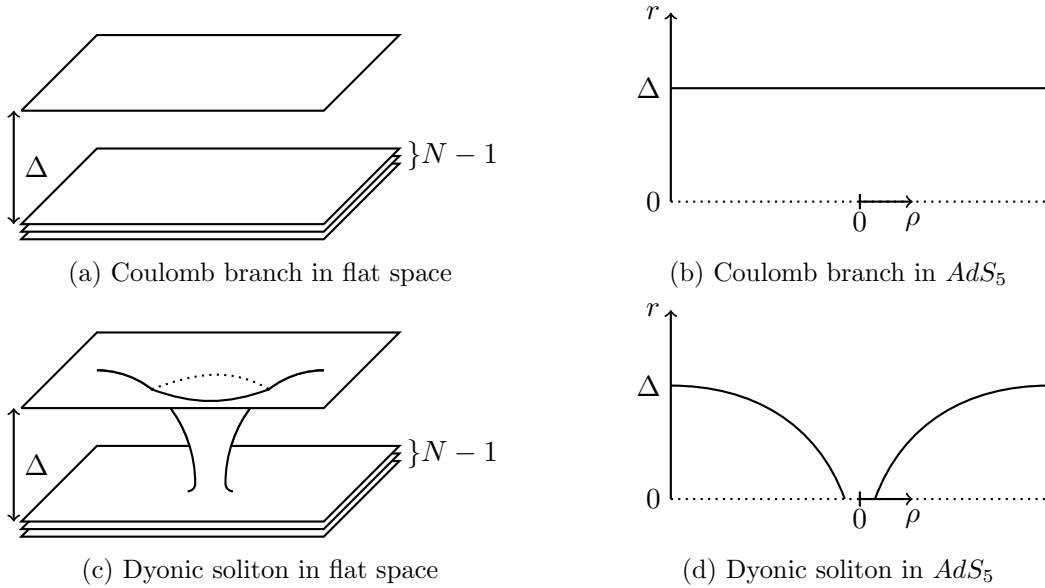 Δ
}N − 1
(a) Coulomb branch in flat space
r
Δ
0
0
ρ
(b) Coulomb branch in AdS₅
Δ
}N − 1
(c) Dyonic soliton in flat space
r
Δ
0
0
ρ
(d) Dyonic soliton in AdS₅